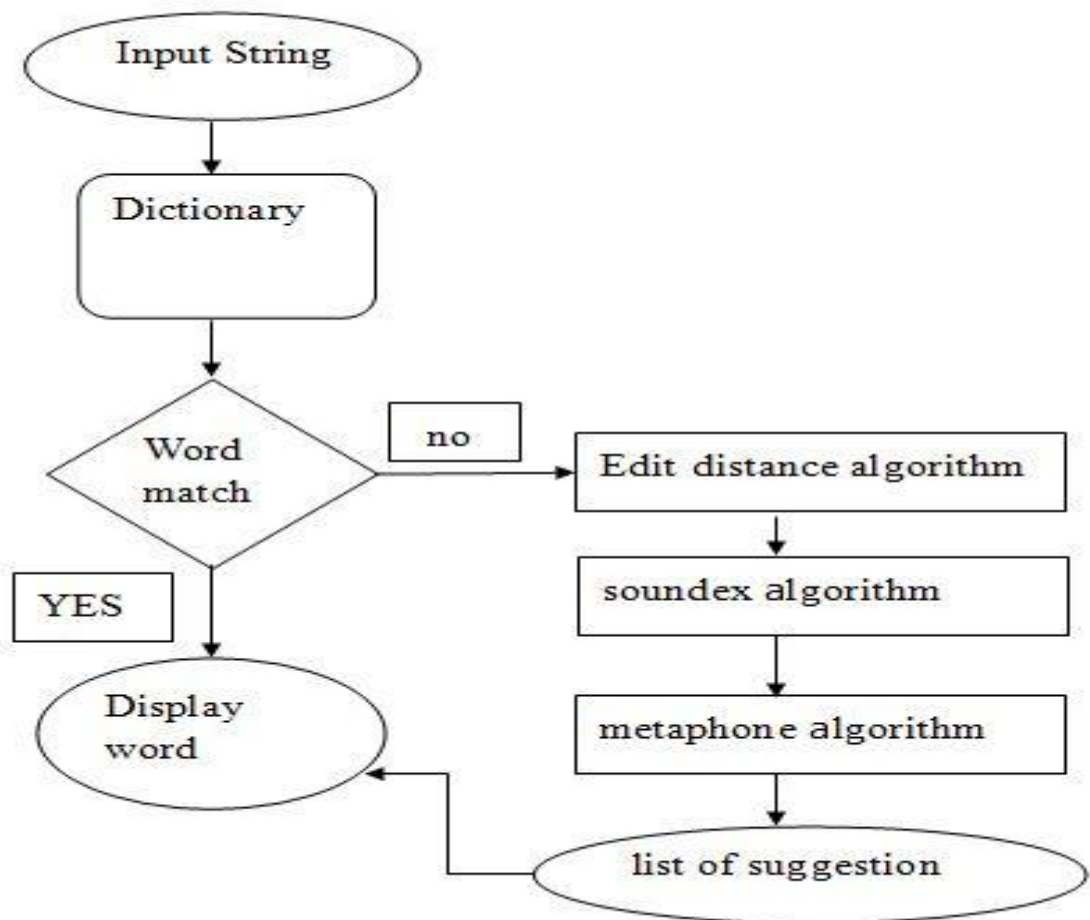 Input String
Dictionary
Word
match
no
YES
Edit distance algorithm
soundex algorithm
metaphone algorithm
list of suggestion
Display
word